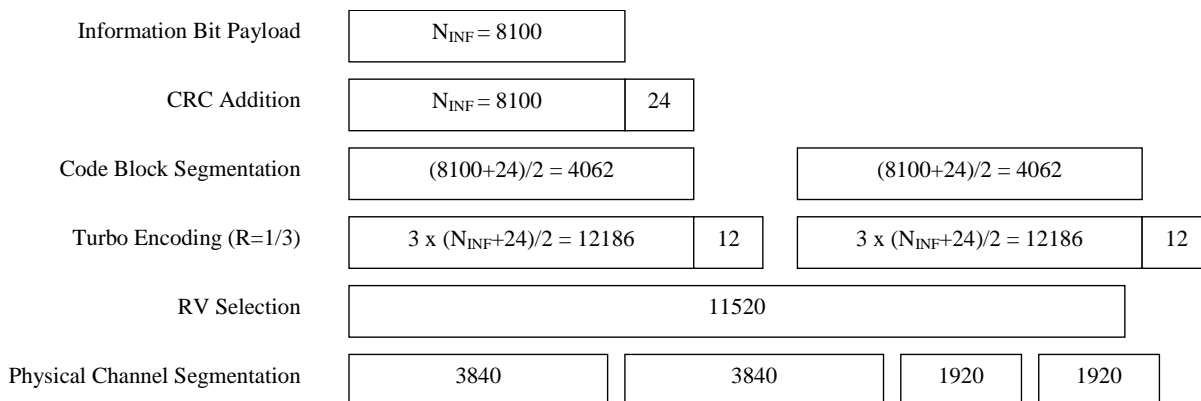 Information Bit Payload N_INF = 8100
CRC Addition N_INF = 8100 24
Code Block Segmentation (8100+24)/2 = 4062 (8100+24)/2 = 4062
Turbo Encoding (R=1/3) 3 x (N_INF+24)/2 = 12186 12 3 x (N_INF+24)/2 = 12186 12
RV Selection 11520
Physical Channel Segmentation 3840 3840 1920 1920